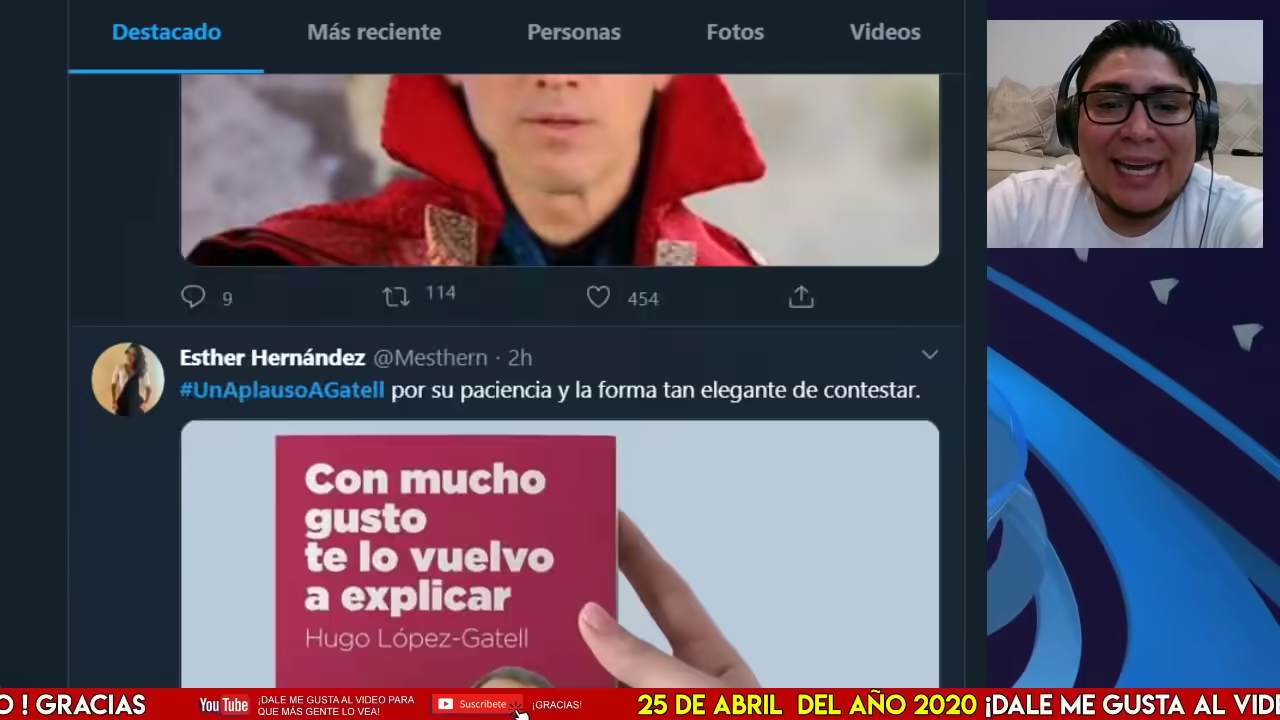 Destacado Más reciente Personas Fotos Videos
9 114 454
Esther Hernández @Mesthern · 2h
#UnAplausoAGatell por su paciencia y la forma tan elegante de contestar.
Con mucho
gusto
te lo vuelvo
a explicar
Hugo López-Gatell
O ! GRACIAS
YouTube
¡DALE ME GUSTA AL VIDEO PARA
QUE MÁS GENTE LO VEA!
Suscribete
¡GRACIAS!
25 DE ABRIL DEL AÑO 2020 ¡DALE ME GUSTA AL VID